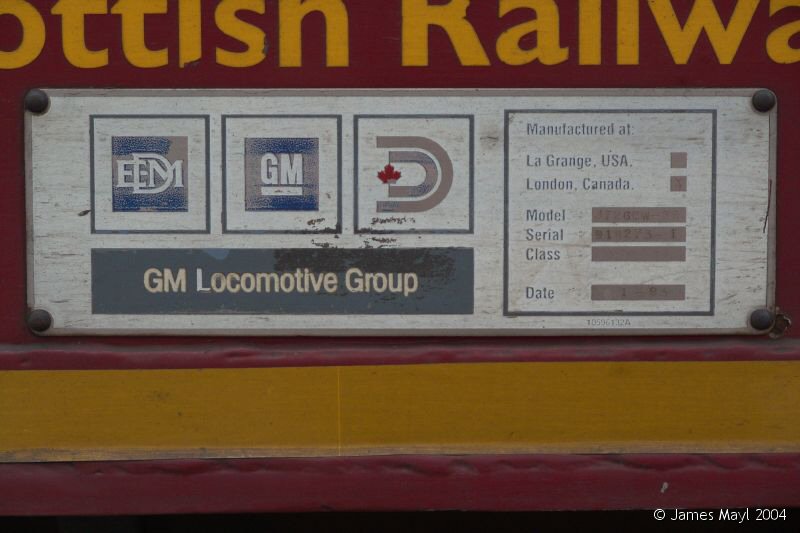 ottish Railwa
EDM
GM
D
GM Locomotive Group
Manufactured at:
La Grange, USA.
London, Canada. Y
Model
Serial
Class
Date
10596132A
© James Mayl 2004